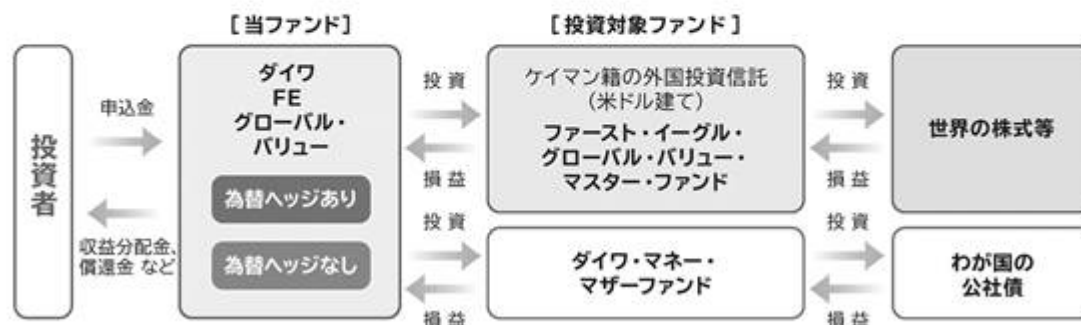 [当ファンド]
[投資対象ファンド]
投資者
申込金
収益分配金、
償還金 など
ダイワ
FE
グローバル・
バリュー
為替ヘッジあり
為替ヘッジなし
投 資
損 益
投 資
損 益
ケイマン籍の外国投資信託
（米ドル建て）
ファースト・イーグル・
グローバル・バリュー・
マスター・ファンド
ダイワ・マネー・
マザーファンド
投 資
損 益
投 資
損 益
世界の株式等
わが国の
公社債